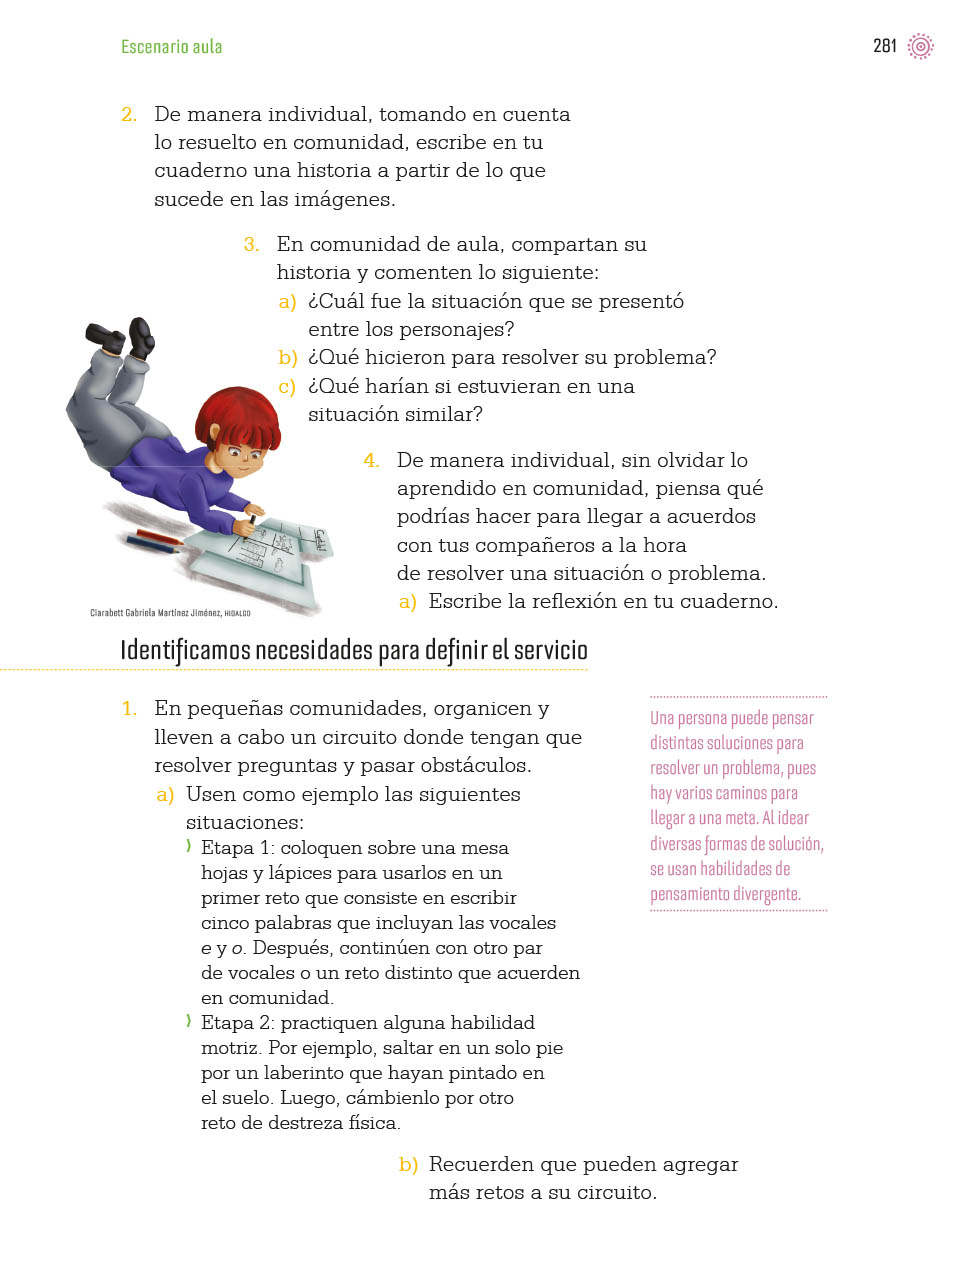 Escenario aula
281
2. De manera individual, tomando en cuenta
lo resuelto en comunidad, escribe en tu
cuaderno una historia a partir de lo que
sucede en las imágenes.
3. En comunidad de aula, compartan su
historia y comenten lo siguiente:
a) ¿Cuál fue la situación que se presentó
entre los personajes?
b) ¿Qué hicieron para resolver su problema?
c) ¿Qué harían si estuvieran en una
situación similar?
4. De manera individual, sin olvidar lo
aprendido en comunidad, piensa qué
podrías hacer para llegar a acuerdos
con tus compañeros a la hora
de resolver una situación o problema.
a) Escribe la reflexión en tu cuaderno.
Ciarabett Gabriela Martínez Jiménez, HIDALGO
Identificamos necesidades para definir el servicio
1. En pequeñas comunidades, organicen y
lleven a cabo un circuito donde tengan que
resolver preguntas y pasar obstáculos.
a) Usen como ejemplo las siguientes
situaciones:
⟩ Etapa 1: coloquen sobre una mesa
hojas y lápices para usarlos en un
primer reto que consiste en escribir
cinco palabras que incluyan las vocales
e y o. Después, continúen con otro par
de vocales o un reto distinto que acuerden
en comunidad.
⟩ Etapa 2: practiquen alguna habilidad
motriz. Por ejemplo, saltar en un solo pie
por un laberinto que hayan pintado en
el suelo. Luego, cámbienlo por otro
reto de destreza física.
b) Recuerden que pueden agregar
más retos a su circuito.
Una persona puede pensar
distintas soluciones para
resolver un problema, pues
hay varios caminos para
llegar a una meta. Al idear
diversas formas de solución,
se usan habilidades de
pensamiento divergente.